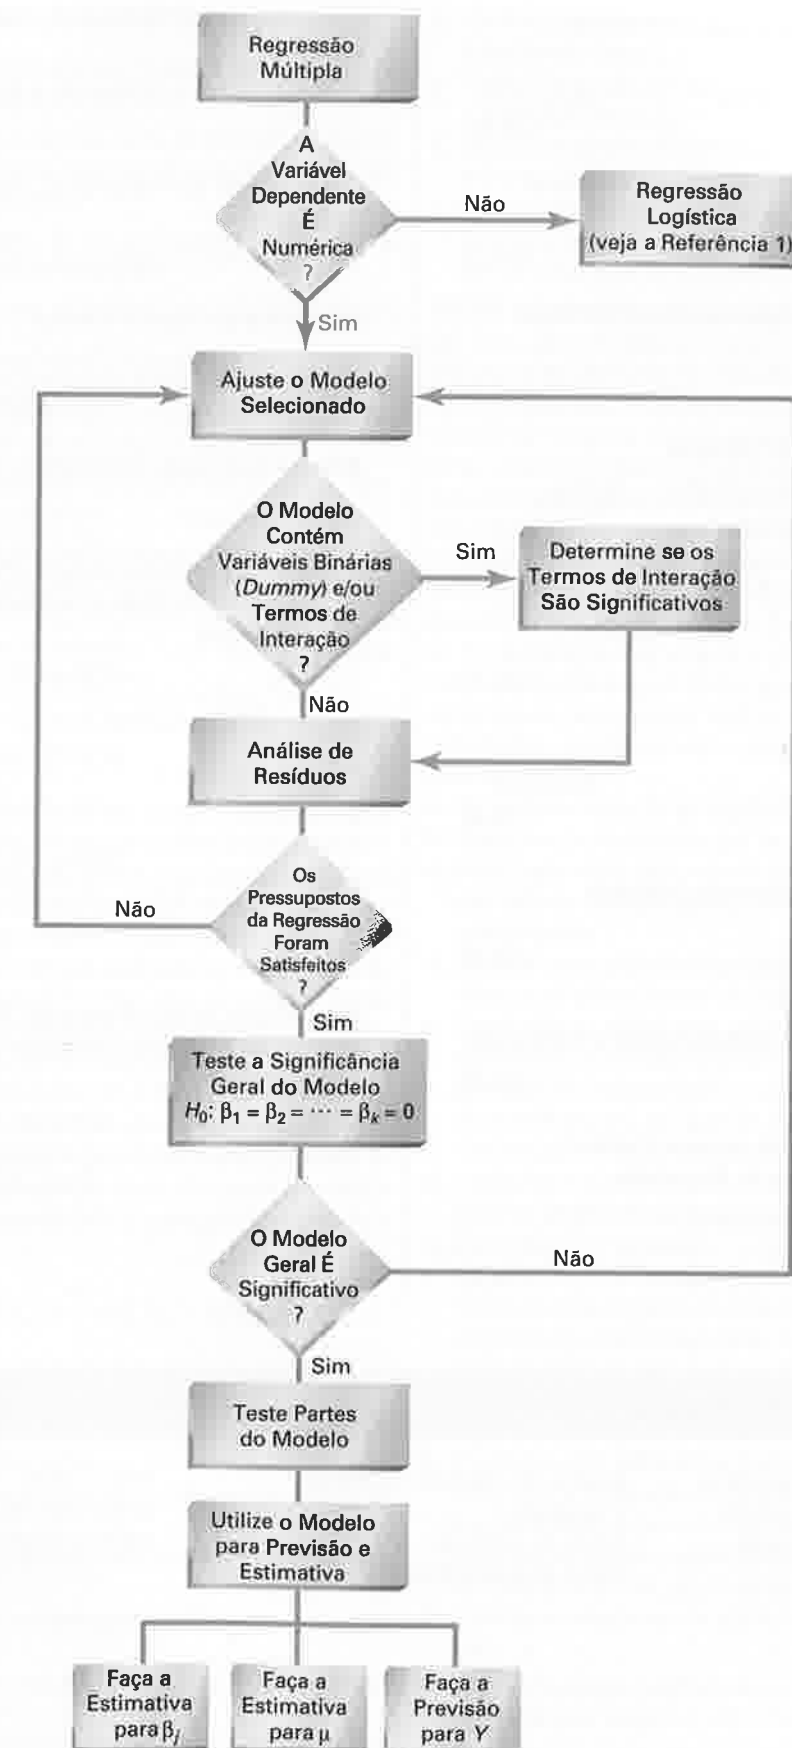 Regressão
Múltipla
A
Variável
Dependente
É
Numérica
?
Não
Regressão
Logística
(veja a Referência 1)
Sim
Ajuste o Modelo
Selecionado
O Modelo
Contém
Variáveis Binárias
(Dummy) e/ou
Termos de
Interação
?
Sim
Determine se os
Termos de Interação
São Significativos
Não
Análise de
Resíduos
Os
Pressupostos
da Regressão
Foram
Satisfeitos
?
Não
Sim
Teste a Significância
Geral do Modelo
H₀: β₁ = β₂ = ··· = βₖ = 0
O Modelo
Geral É
Significativo
?
Não
Sim
Teste Partes
do Modelo
Utilize o Modelo
para Previsão e
Estimativa
Faça a
Estimativa
para βⱼ
Faça a
Estimativa
para μ
Faça a
Previsão
para Y